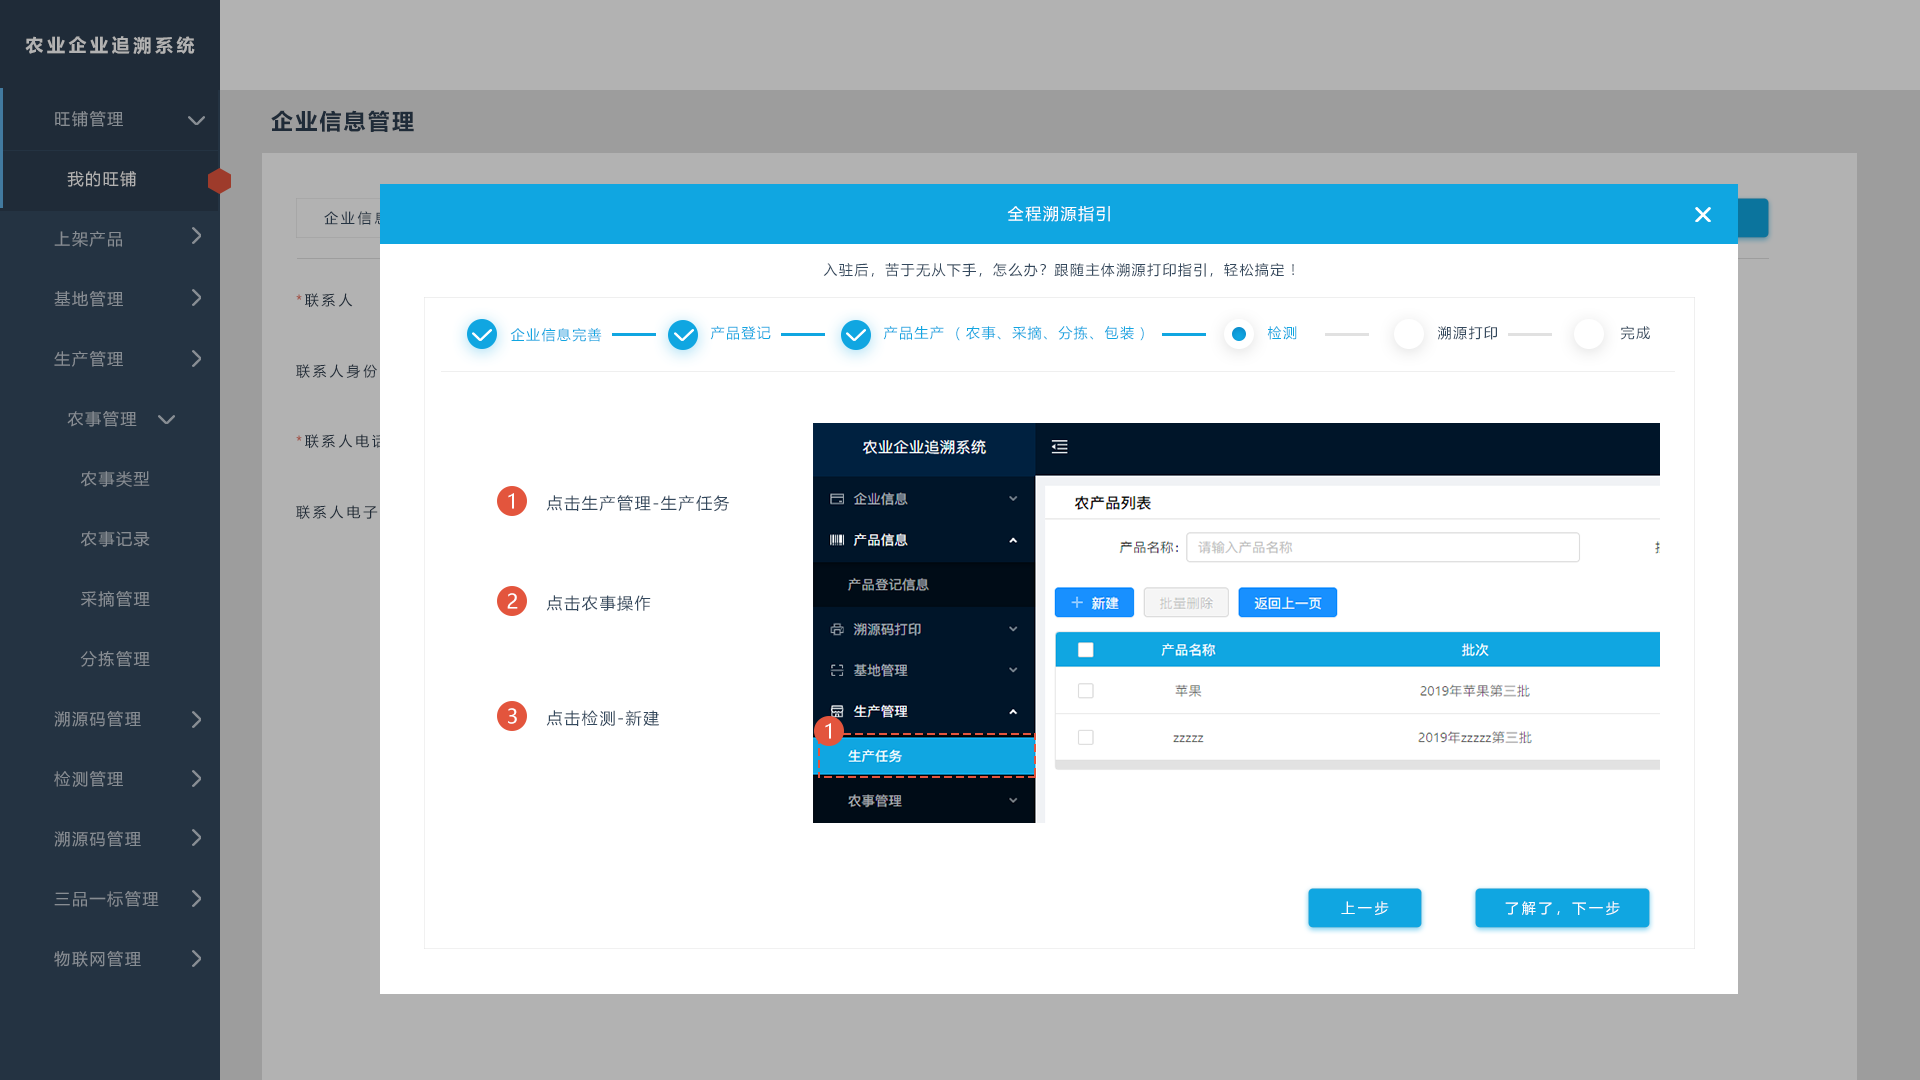 农业企业追溯系统
旺铺管理
我的旺铺
上架产品
基地管理
生产管理
农事管理
农事类型
农事记录
采摘管理
分拣管理
溯源码管理
检测管理
溯源码管理
三品一标管理
物联网管理
企业信息管理
企业信息
*联系人
联系人身份
*联系人电话
联系人电子
全程溯源指引
入驻后，苦于无从下手，怎么办？跟随主体溯源打印指引，轻松搞定！
企业信息完善
产品登记
产品生产（农事、采摘、分拣、包装）
检测
溯源打印
完成
1 点击生产管理-生产任务
2 点击农事操作
3 点击检测-新建
农业企业追溯系统
企业信息
产品信息
产品登记信息
溯源码打印
基地管理
生产管理
1
生产任务
农事管理
农产品列表
产品名称： 请输入产品名称
新建 批量删除 返回上一页
产品名称 批次
苹果 2019年苹果第三批
zzzzz 2019年zzzzz第三批
上一步 了解了，下一步